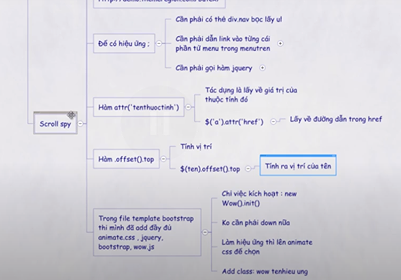 Để có hiệu ứng ;
Cần phải có thẻ div.nav bọc lấy ul
Cần phải dẫn link vào từng cái
phần tử menu trong menutren
Cần phải gọi hàm jquery
Scroll spy
Hàm attr('tenthuoctinh')
Tác dụng là lấy về giá trị của
thuộc tính đó
$('a').attr('href')
Lấy về đường dẫn trong href
Hàm .offset().top
Tính vị trí
$(ten).offset().top
Tính ra vị trí của tên
Trong file template bootstrap
thì mình đã add đầy đủ
animate.css , jquery,
bootstrap, wow.js
Chỉ việc kích hoạt : new
Wow().init()
Ko cần phải down nữa
Làm hiệu ứng thì lên animate
css để chọn
Add class: wow tenhieu ung